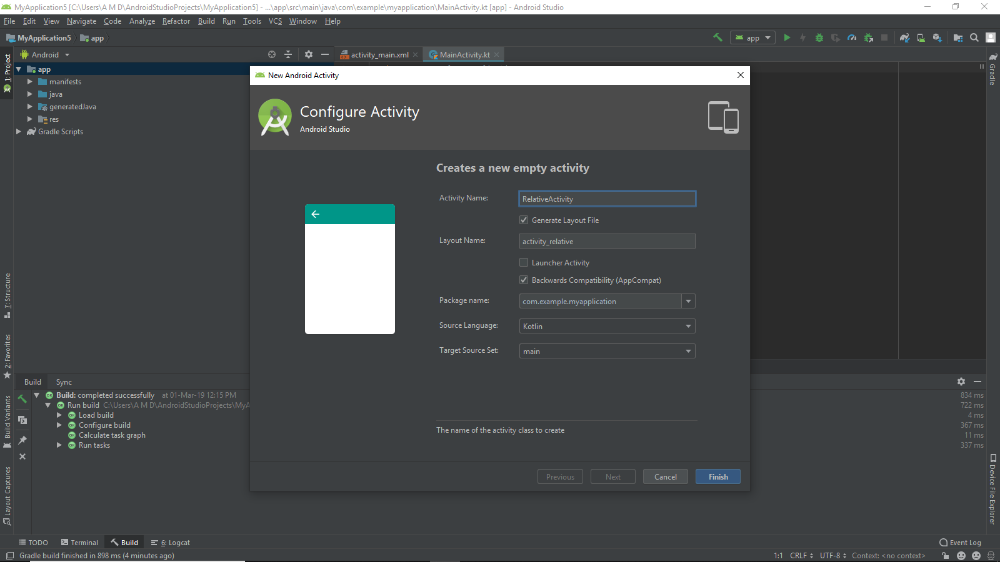 MyApplication5 [C:\Users\A M D\AndroidStudioProjects\MyApplication5] - ...\app\src\main\java\com\example\myapplication\MainActivity.kt [app] - Android Studio
File Edit View Navigate Code Analyze Refactor Build Run Tools VCS Window Help
MyApplication5 app
app
Android
activity_main.xml
MainActivity.kt
1: Project
app
manifests
java
generatedJava
res
Gradle Scripts
Gradle
New Android Activity
Configure Activity
Android Studio
Creates a new empty activity
Activity Name: RelativeActivity
Generate Layout File
Layout Name: activity_relative
Launcher Activity
Backwards Compatibility (AppCompat)
Package name: com.example.myapplication
Source Language: Kotlin
Target Source Set: main
The name of the activity class to create
Previous Next Cancel Finish
7: Structure
2: Favorites
Build Variants
Layout Captures
Build Sync
Build: completed successfully at 01-Mar-19 12:15 PM 834 ms
Run build C:\Users\A M D\AndroidStudioProjects\MyA 722 ms
Load build 4 ms
Configure build 367 ms
Calculate task graph 11 ms
Run tasks 337 ms
Device File Explorer
TODO Terminal Build 6: Logcat Event Log
Gradle build finished in 898 ms (4 minutes ago) 1:1 CRLF UTF-8 Context: <no context>